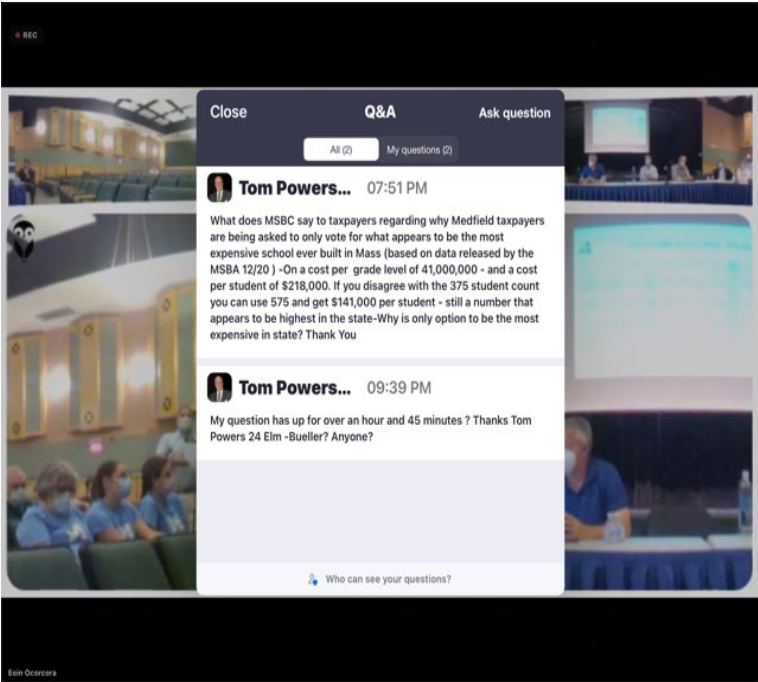 REC
Close Q&A Ask question
All (2) My questions (2)
Tom Powers... 07:51 PM
What does MSBC say to taxpayers regarding why Medfield taxpayers
are being asked to only vote for what appears to be the most
expensive school ever built in Mass (based on data released by the
MSBA 12/20 ) -On a cost per grade level of 41,000,000 - and a cost
per student of $218,000. If you disagree with the 375 student count
you can use 575 and get $141,000 per student - still a number that
appears to be highest in the state-Why is only option to be the most
expensive in state? Thank You
Tom Powers... 09:39 PM
My question has up for over an hour and 45 minutes ? Thanks Tom
Powers 24 Elm -Bueller? Anyone?
Who can see your questions?
Eoin Ocorcora